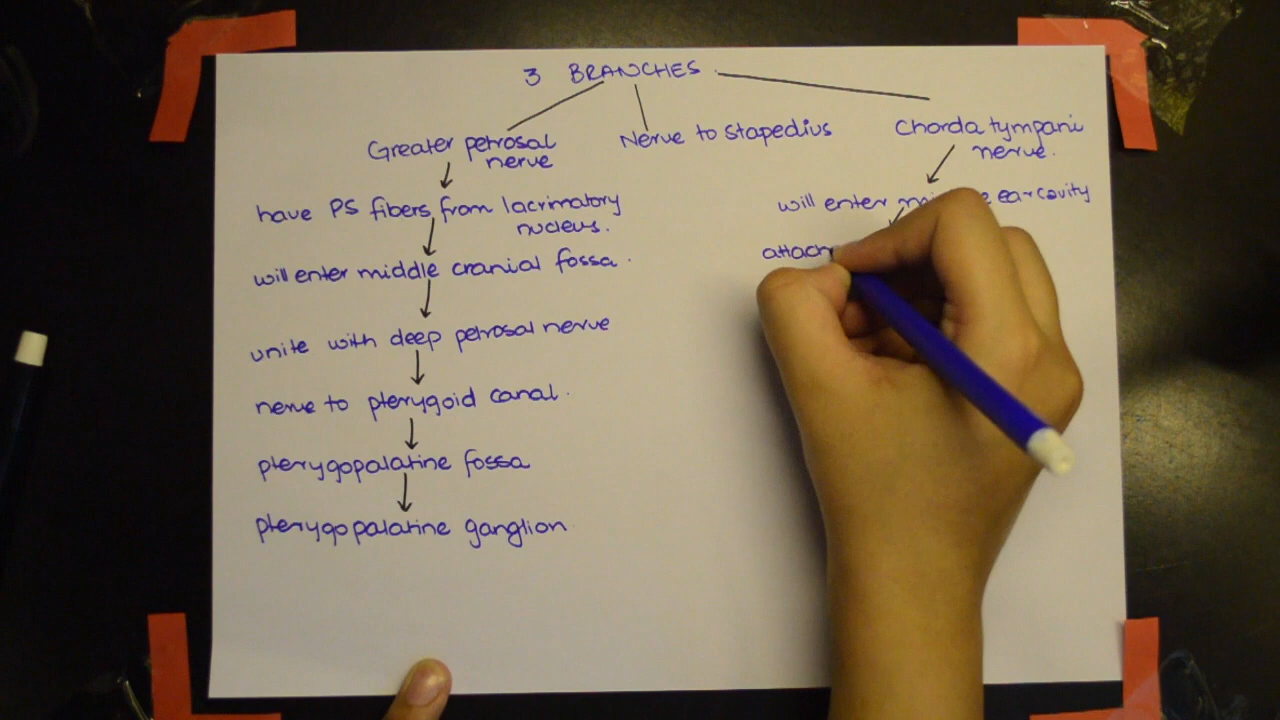 3 BRANCHES
Greater petrosal
nerve
Nerve to stapedius
Chorda tympani
nerve.
have PS fibers from lacrimatory
nucleus.
will enter middle cranial fossa.
unite with deep petrosal nerve
nerve to pterygoid canal.
pterygopalatine fossa
pterygopalatine ganglion
will enter ear cavity
attach